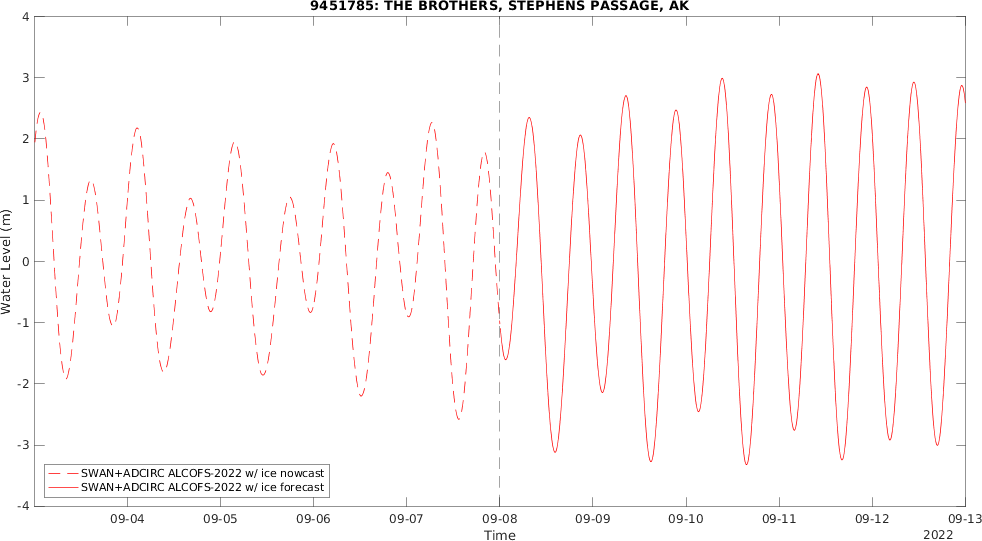 9451785: THE BROTHERS, STEPHENS PASSAGE, AK
4
3
2
1
0
-1
-2
-3
-4
Water Level (m)
SWAN+ADCIRC ALCOFS-2022 w/ ice nowcast
SWAN+ADCIRC ALCOFS-2022 w/ ice forecast
09-04 09-05 09-06 09-07 09-08 09-09 09-10 09-11 09-12 09-13
Time
2022